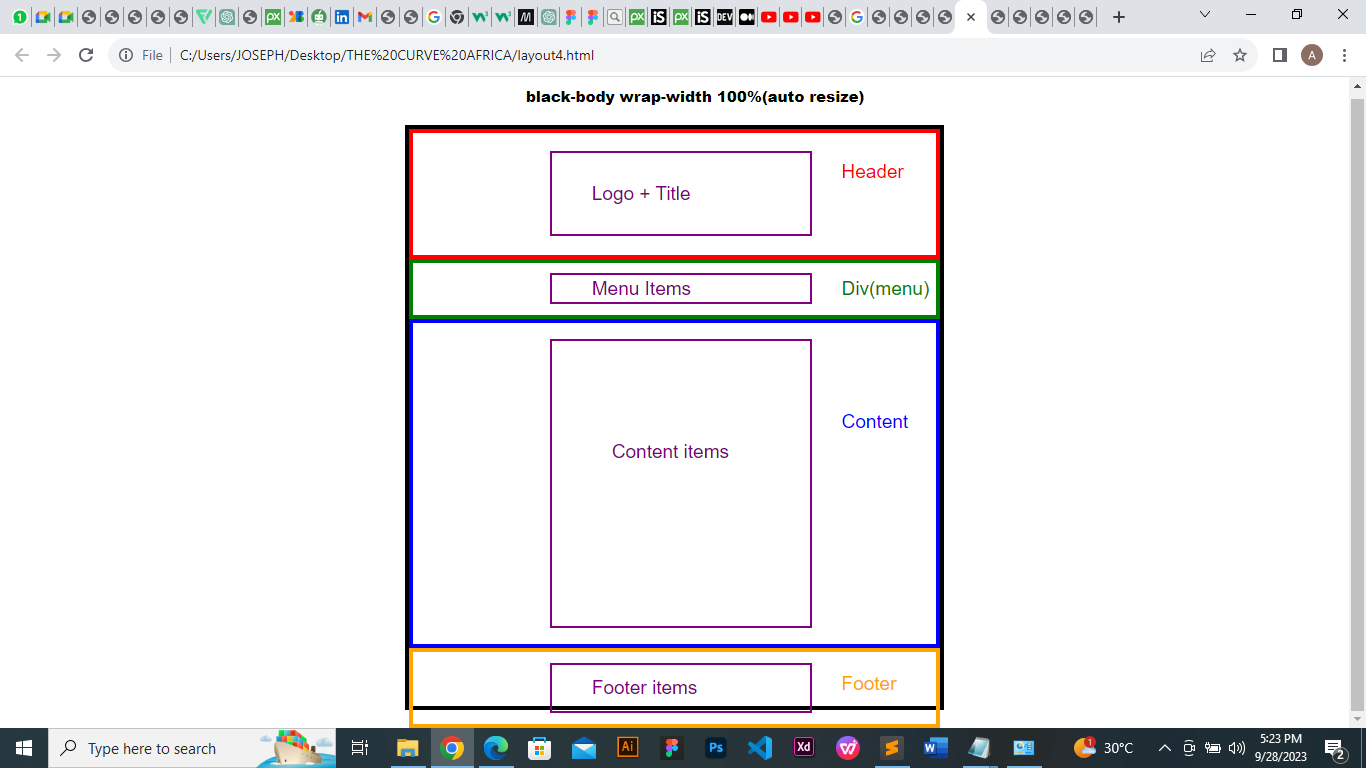 File
C:/Users/JOSEPH/Desktop/THE%20CURVE%20AFRICA/layout4.html
A
black-body wrap-width 100%(auto resize)
Logo + Title
Header
Menu Items
Div(menu)
Content
Content items
Footer items
Footer
Type here to search
30°C
5:23 PM
9/28/2023
2